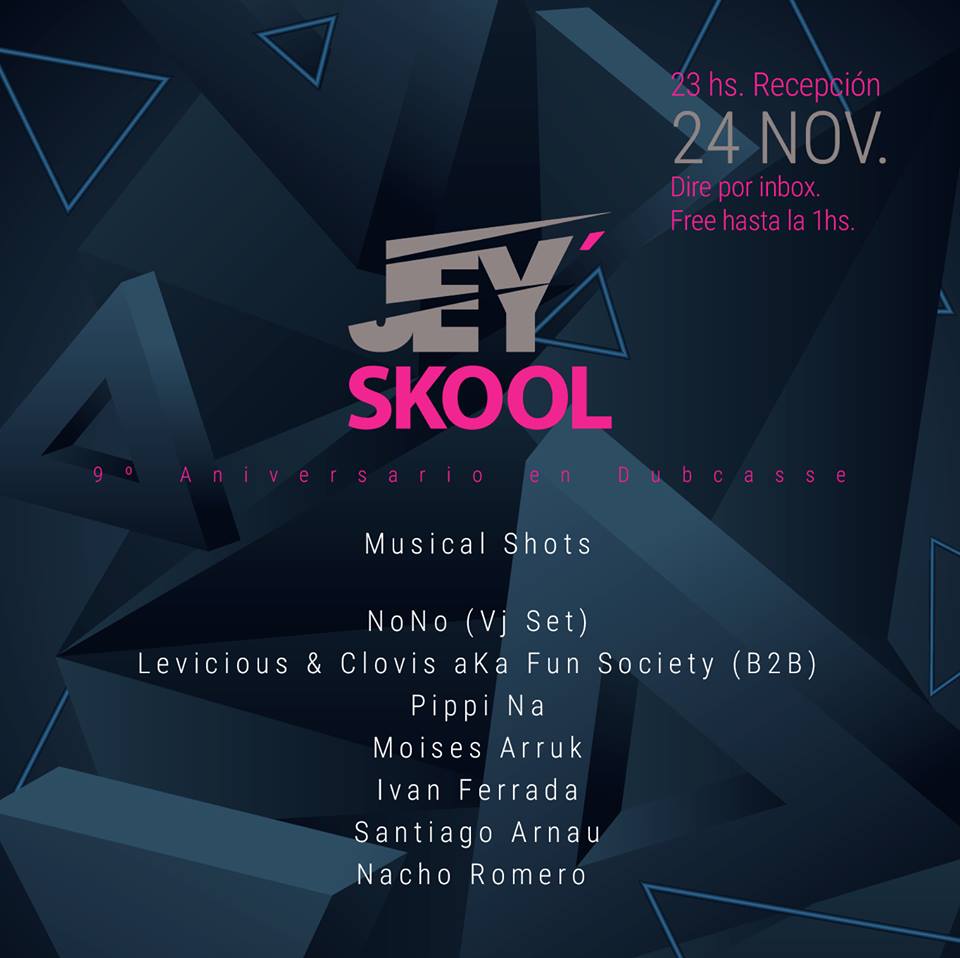 23 hs. Recepción
24 NOV.
Dire por inbox.
Free hasta la 1hs.
JEY´
SKOOL
9º Aniversario en Dubcasse
Musical Shots
NoNo (Vj Set)
Levicious & Clovis aKa Fun Society (B2B)
Pippi Na
Moises Arruk
Ivan Ferrada
Santiago Arnau
Nacho Romero